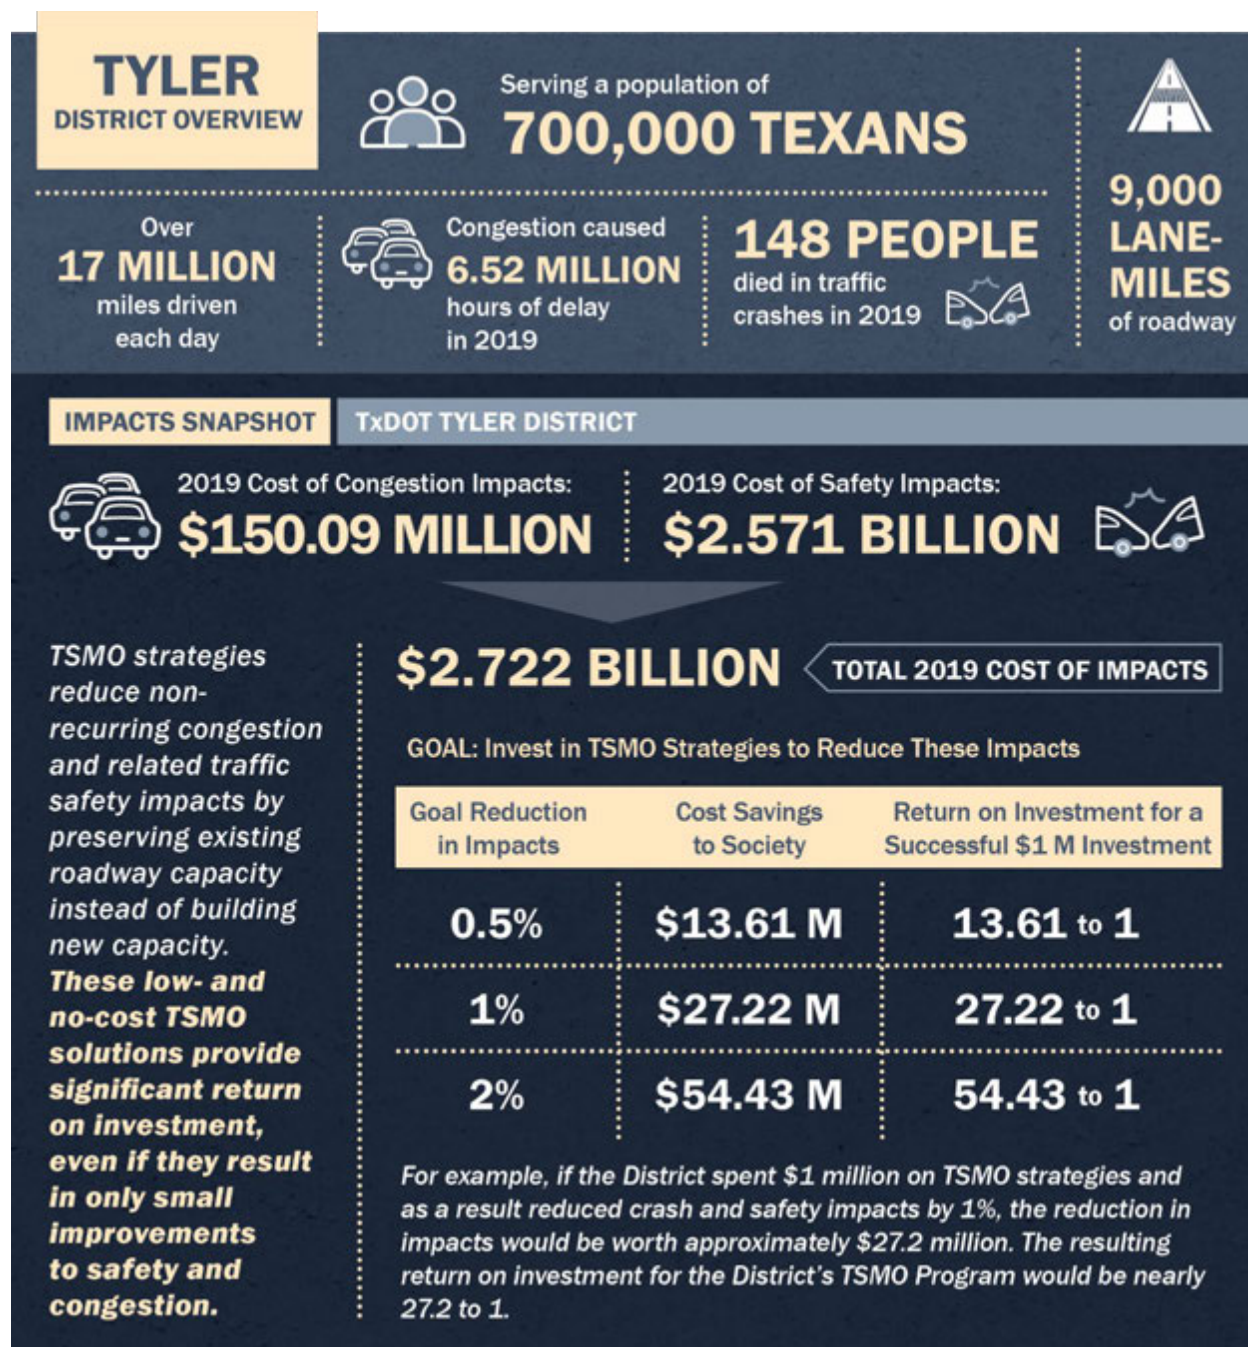 TYLER
DISTRICT OVERVIEW
Serving a population of
700,000 TEXANS
Over
17 MILLION
miles driven
each day
Congestion caused
6.52 MILLION
hours of delay
in 2019
148 PEOPLE
died in traffic
crashes in 2019
9,000
LANE-
MILES
of roadway
IMPACTS SNAPSHOT
TxDOT TYLER DISTRICT
2019 Cost of Congestion Impacts:
$150.09 MILLION
2019 Cost of Safety Impacts:
$2.571 BILLION
TSMO strategies
reduce non-
recurring congestion
and related traffic
safety impacts by
preserving existing
roadway capacity
instead of building
new capacity.
These low- and
no-cost TSMO
solutions provide
significant return
on investment,
even if they result
in only small
improvements
to safety and
congestion.
$2.722 BILLION
TOTAL 2019 COST OF IMPACTS
GOAL: Invest in TSMO Strategies to Reduce These Impacts
Goal Reduction
in Impacts
Cost Savings
to Society
Return on Investment for a
Successful $1 M Investment
0.5% $13.61 M 13.61 to 1
1% $27.22 M 27.22 to 1
2% $54.43 M 54.43 to 1
For example, if the District spent $1 million on TSMO strategies and
as a result reduced crash and safety impacts by 1%, the reduction in
impacts would be worth approximately $27.2 million. The resulting
return on investment for the District's TSMO Program would be nearly
27.2 to 1.